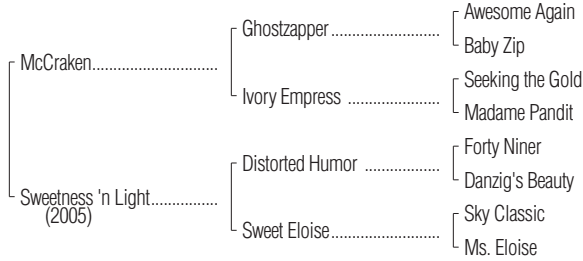 Awesome Again
Ghostzapper
Baby Zip
McCraken
Seeking the Gold
Ivory Empress
Madame Pandit
Forty Niner
Distorted Humor
Danzig's Beauty
Sweetness 'n Light
(2005)
Sky Classic
Sweet Eloise
Ms. Eloise